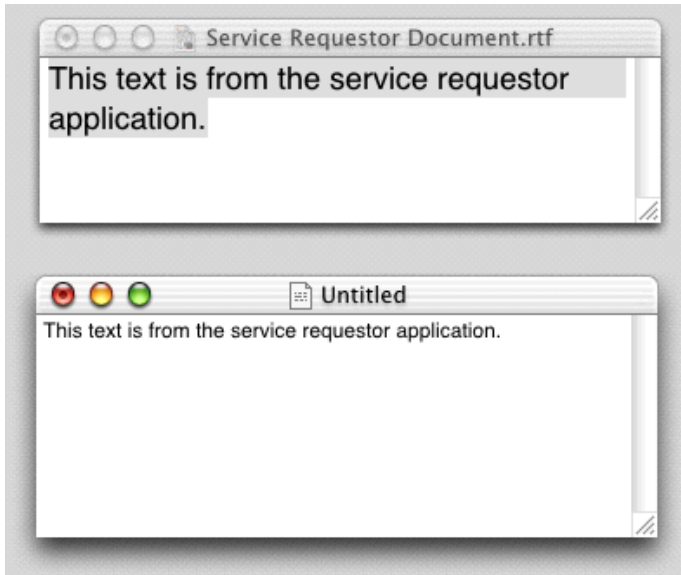 Service Requestor Document.rtf
This text is from the service requestor
application.
Untitled
This text is from the service requestor application.